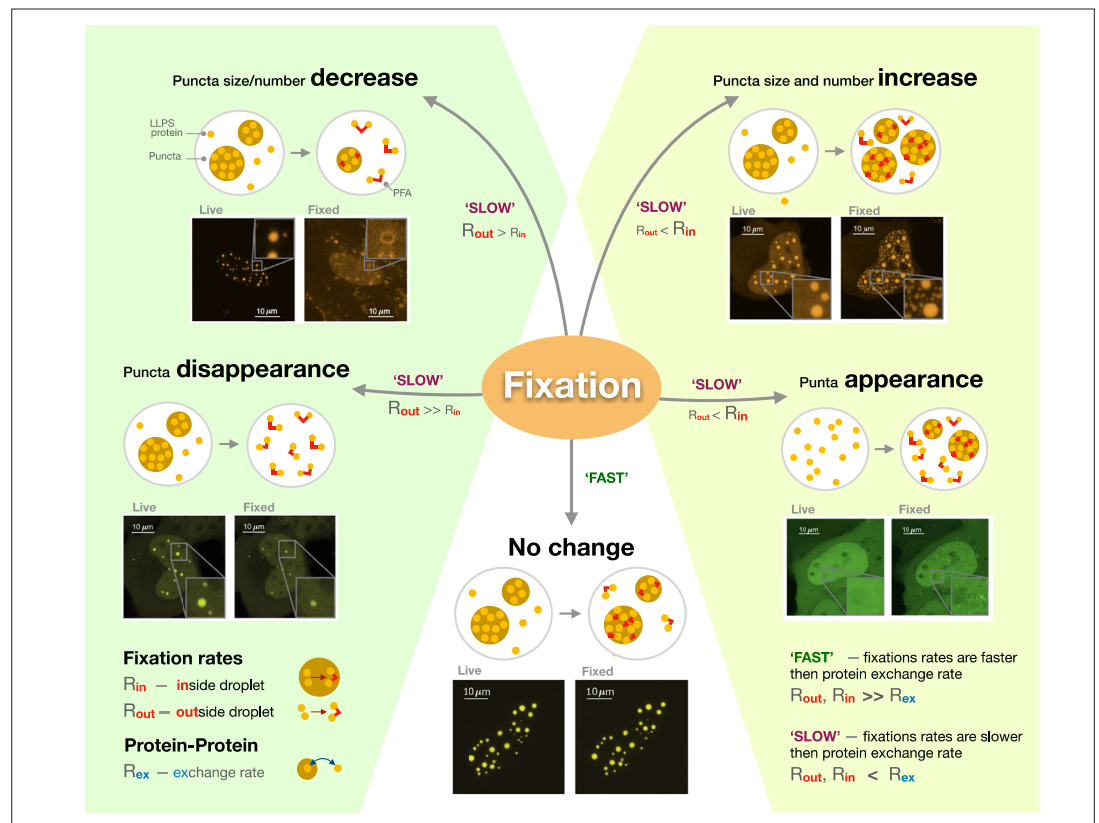 Puncta size/number decrease
LLPS
protein
Puncta
PFA
Live
Fixed
10 μm
10 μm
'SLOW'
Rout > Rin
Puncta size and number increase
Live
Fixed
10 μm
10 μm
'SLOW'
Rout < Rin
Fixation
Puncta disappearance
'SLOW'
Rout >> Rin
Live
Fixed
10 μm
10 μm
'SLOW'
Rout < Rin
Punta appearance
Live
Fixed
10 μm
10 μm
'FAST'
No change
Live
Fixed
10 μm
10 μm
Fixation rates
Rin — inside droplet
Rout — outside droplet
Protein-Protein
Rex — exchange rate
'FAST' — fixations rates are faster
then protein exchange rate
Rout, Rin >> Rex
'SLOW' — fixations rates are slower
then protein exchange rate
Rout, Rin < Rex